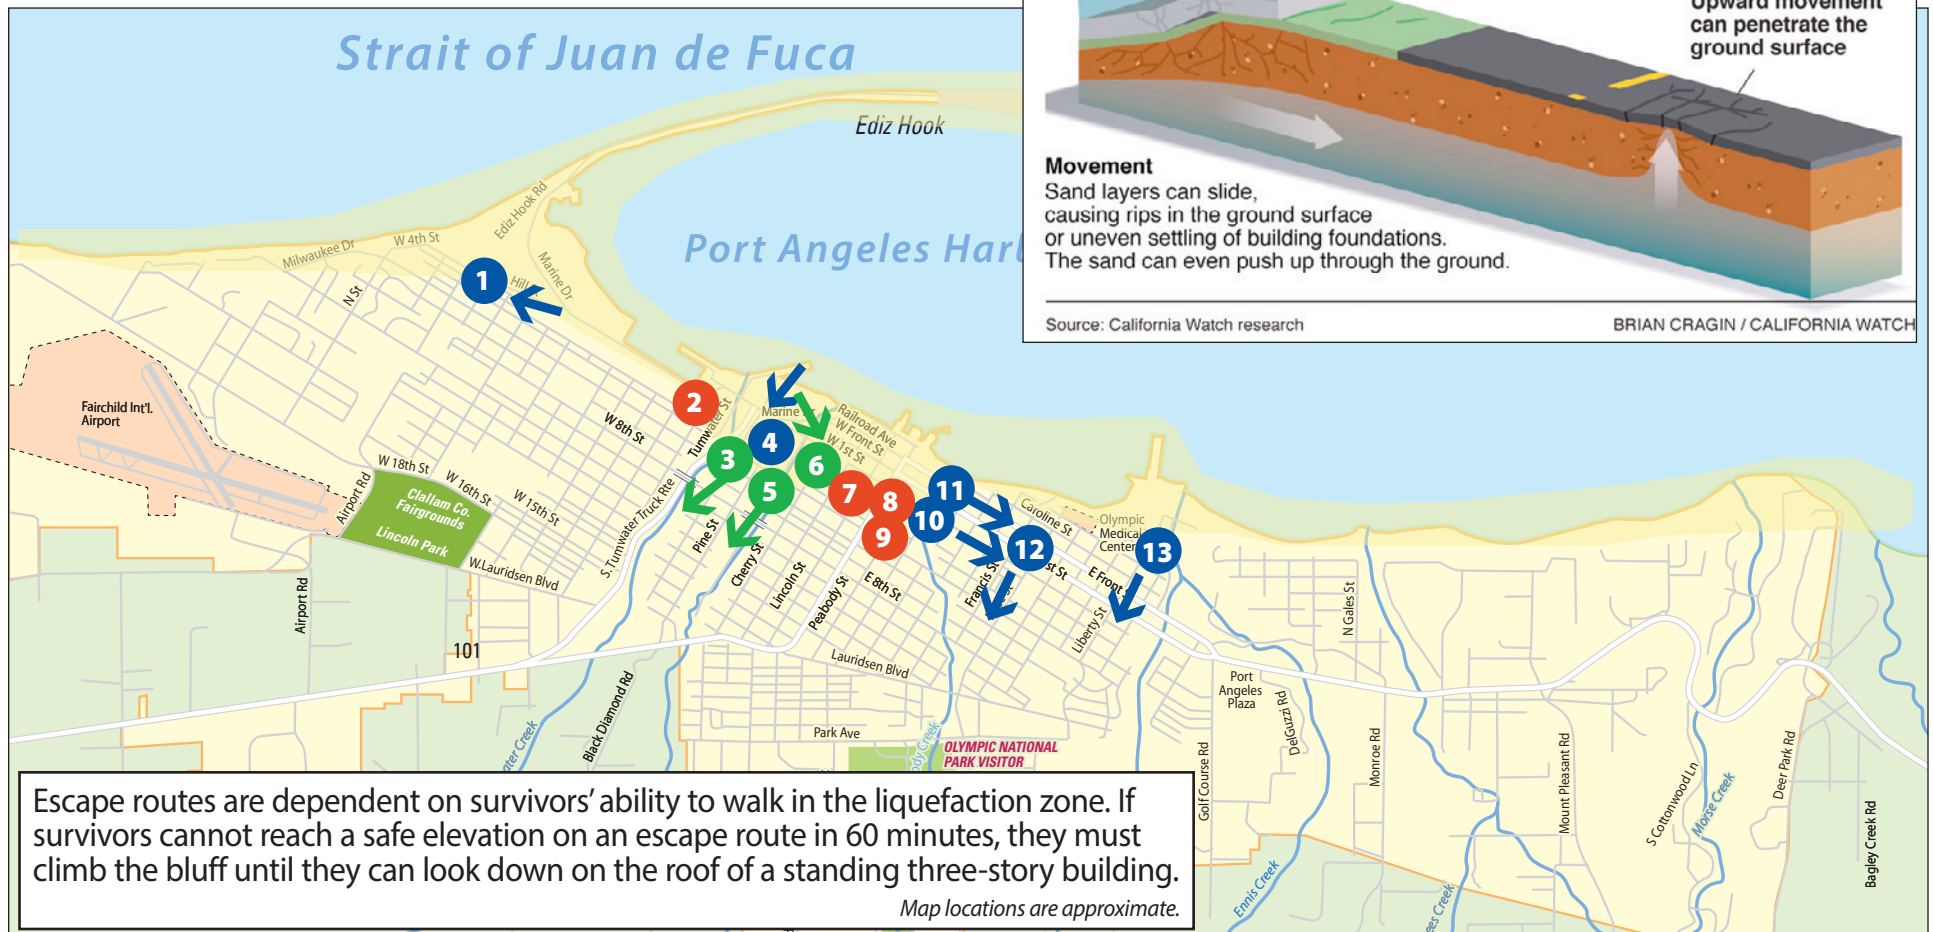 Upward movement
can penetrate the
ground surface
Movement
Sand layers can slide,
causing rips in the ground surface
or uneven settling of building foundations.
The sand can even push up through the ground.
Source: California Watch research
BRIAN CRAGIN / CALIFORNIA WATCH
Strait of Juan de Fuca
Ediz Hook
Port Angeles
Ediz Hook Rd
Milwaukee Dr
W 4th St
Marine Dr
Hill
N St
1
2
3
4
5
6
7
8
9
10
11
12
13
Fairchild Int'l.
Airport
W 8th St
Tumwater St
Marine
Railroad Ave
W Front St
W 1st St
W 18th St
W 16th St
W 15th St
Airport Rd
Clallam Co.
Fairgrounds
Lincoln Park
W.Lauridsen Blvd
S. Tumwater Truck Rte
Pine St
Cherry St
Lincoln St
Peabody St
E 8th St
Caroline St
Olympic
Medical
Center
Francis St
st St
E Front
Liberty St
N Gales St
Airport Rd
101
Lauridsen Blvd
Black Diamond Rd
Port
Angeles
Plaza
DelGuzzi Rd
Park Ave
ater Creek
ody Creek
OLYMPIC NATIONAL
PARK VISITOR
Golf Course Rd
Monroe Rd
Mount Pleasant Rd
S Cottonwood Ln
Morse Creek
Deer Park Rd
Bagley Creek Rd
Ennis Creek
ees Creek
Escape routes are dependent on survivors' ability to walk in the liquefaction zone. If
survivors cannot reach a safe elevation on an escape route in 60 minutes, they must
climb the bluff until they can look down on the roof of a standing three-story building.
Map locations are approximate.